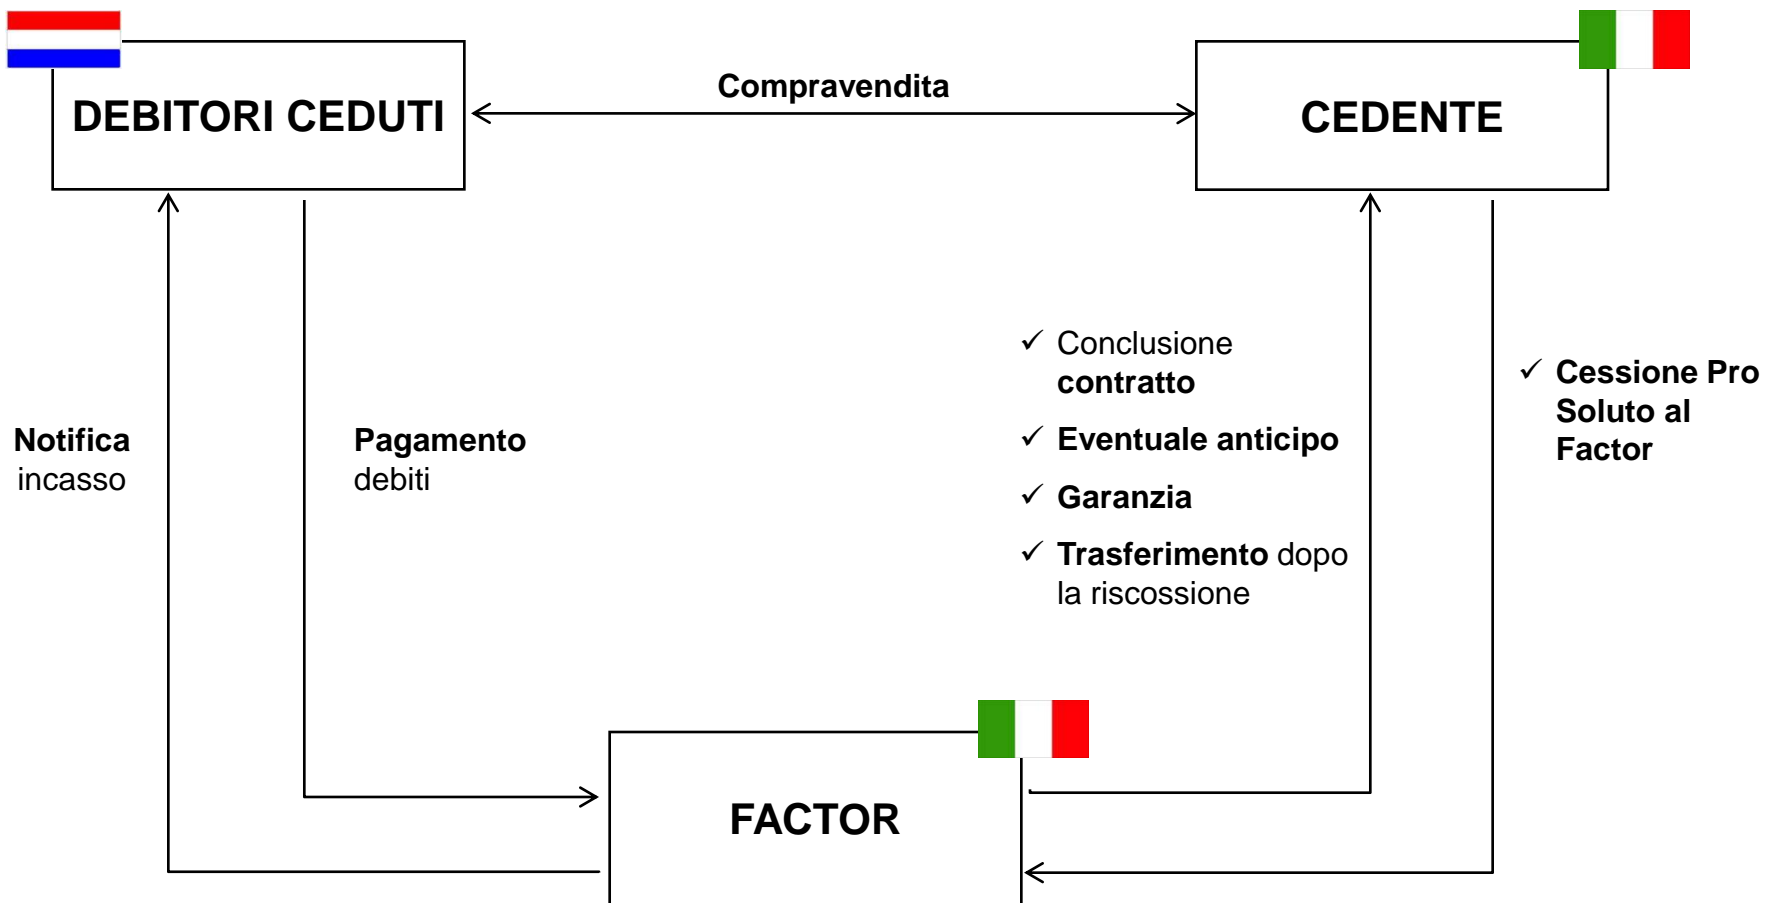 Compravendita
DEBITORI CEDUTI
CEDENTE
Conclusione
contratto
Eventuale anticipo
Garanzia
Trasferimento dopo
la riscossione
Cessione Pro
Soluto al
Factor
Notifica
incasso
Pagamento
debiti
FACTOR